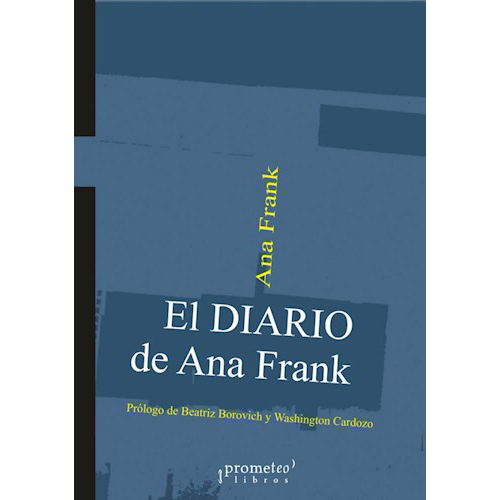 Ana Frank
El DIARIO
de Ana Frank
Prólogo de Beatriz Borovich y Washington Cardozo
prometeo
libros